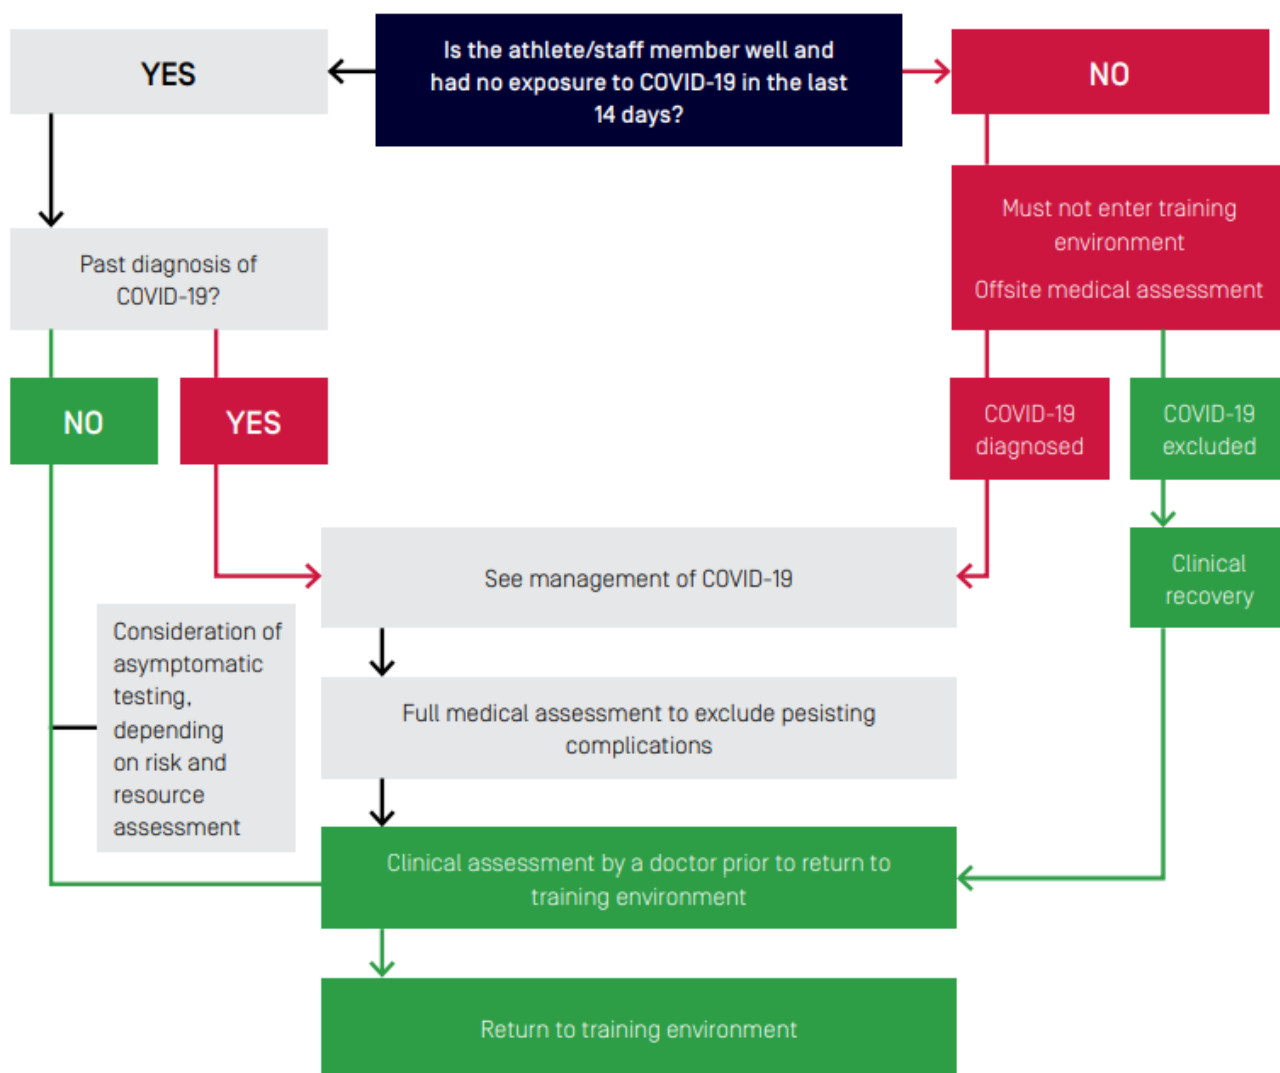 Is the athlete/staff member well and
had no exposure to COVID-19 in the last
14 days?
YES
NO
Must not enter training
environment
Offsite medical assessment
Past diagnosis of
COVID-19?
NO
YES
COVID-19
diagnosed
COVID-19
excluded
See management of COVID-19
Clinical
recovery
Consideration of
asymptomatic
testing,
depending
on risk and
resource
assessment
Full medical assessment to exclude pesisting
complications
Clinical assessment by a doctor prior to return to
training environment
Return to training environment